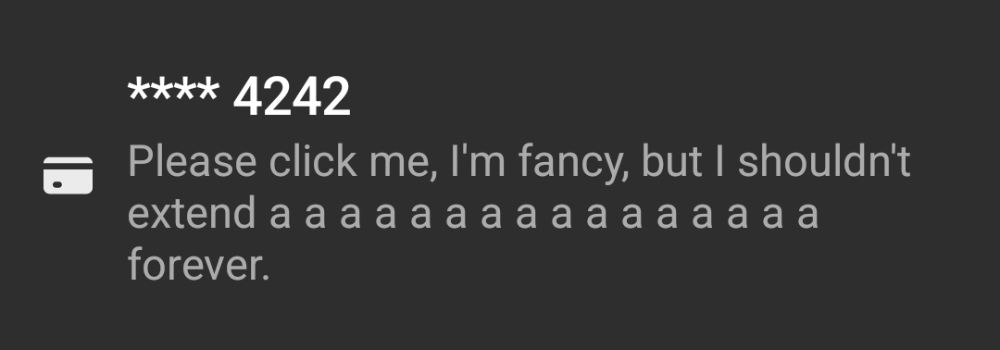 **** 4242
Please click me, I'm fancy, but I shouldn't
extend a a a a a a a a a a a a a a a a
forever.